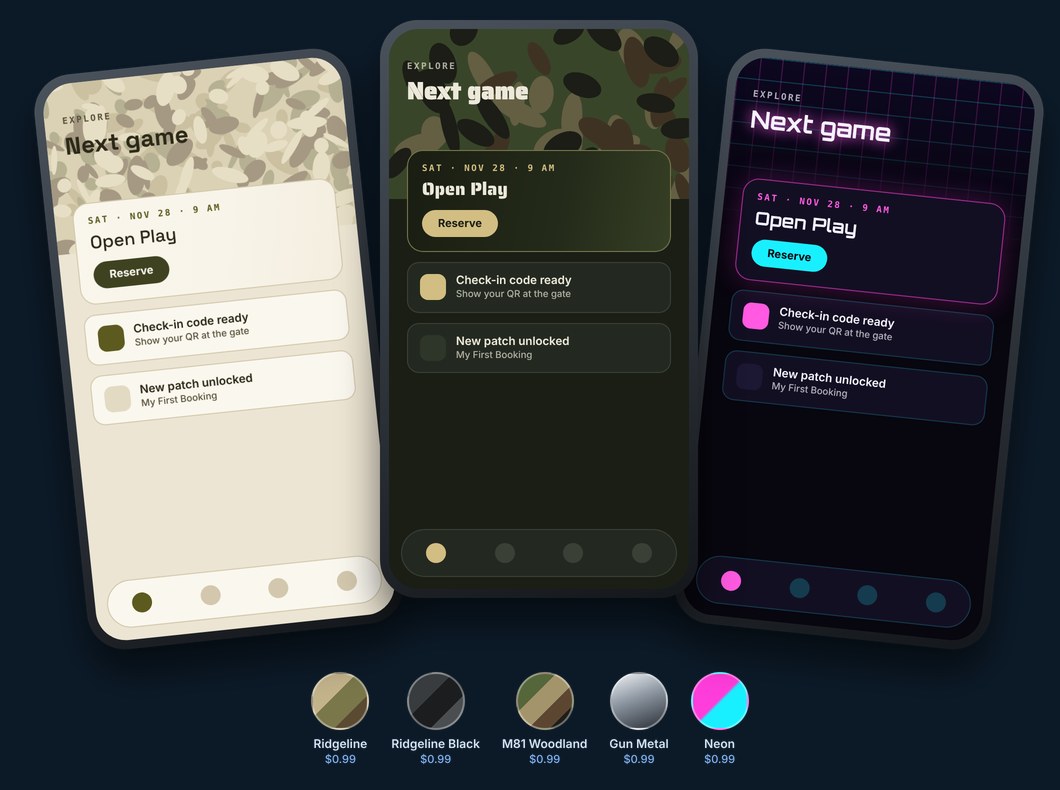 EXPLORE
Next game
SAT · NOV 28 · 9 AM
Open Play
Reserve
Check-in code ready
Show your QR at the gate
New patch unlocked
My First Booking
EXPLORE
Next game
SAT · NOV 28 · 9 AM
Open Play
Reserve
Check-in code ready
Show your QR at the gate
New patch unlocked
My First Booking
EXPLORE
Next game
SAT · NOV 28 · 9 AM
Open Play
Reserve
Check-in code ready
Show your QR at the gate
New patch unlocked
My First Booking
Ridgeline
$0.99
Ridgeline Black
$0.99
M81 Woodland
$0.99
Gun Metal
$0.99
Neon
$0.99